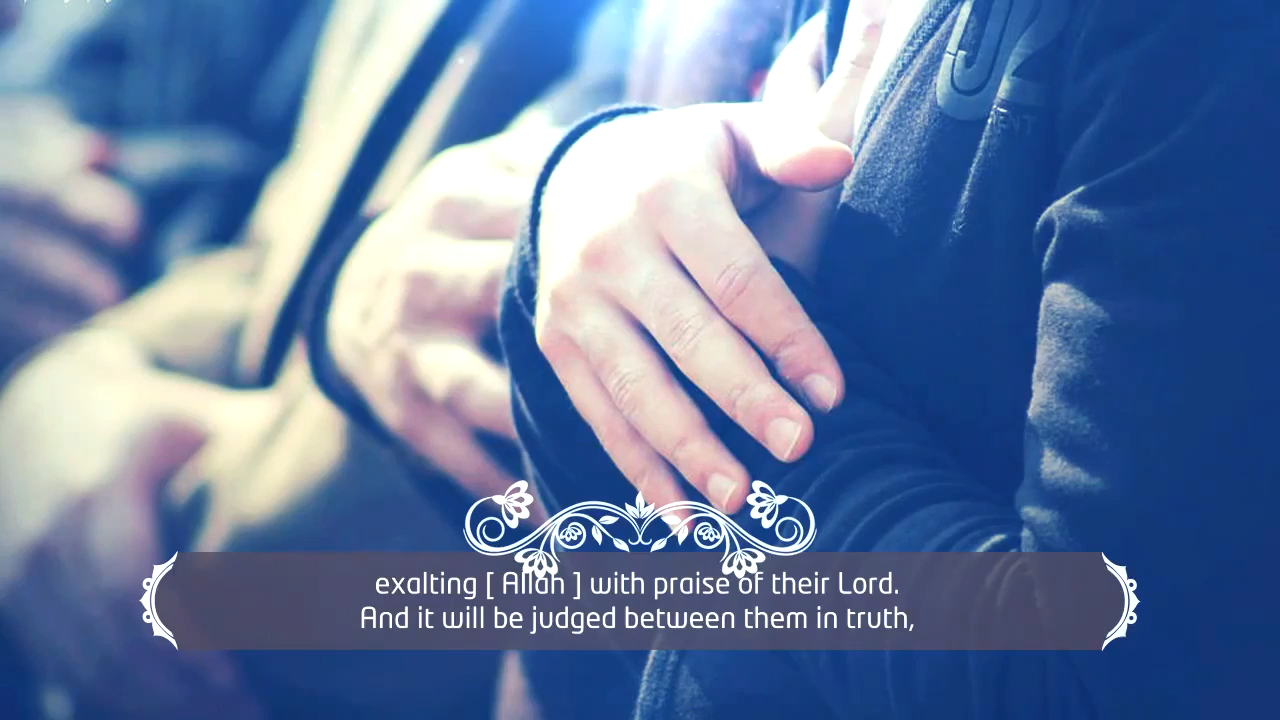 exalting [ Allah ] with praise of their Lord.
And it will be judged between them in truth,